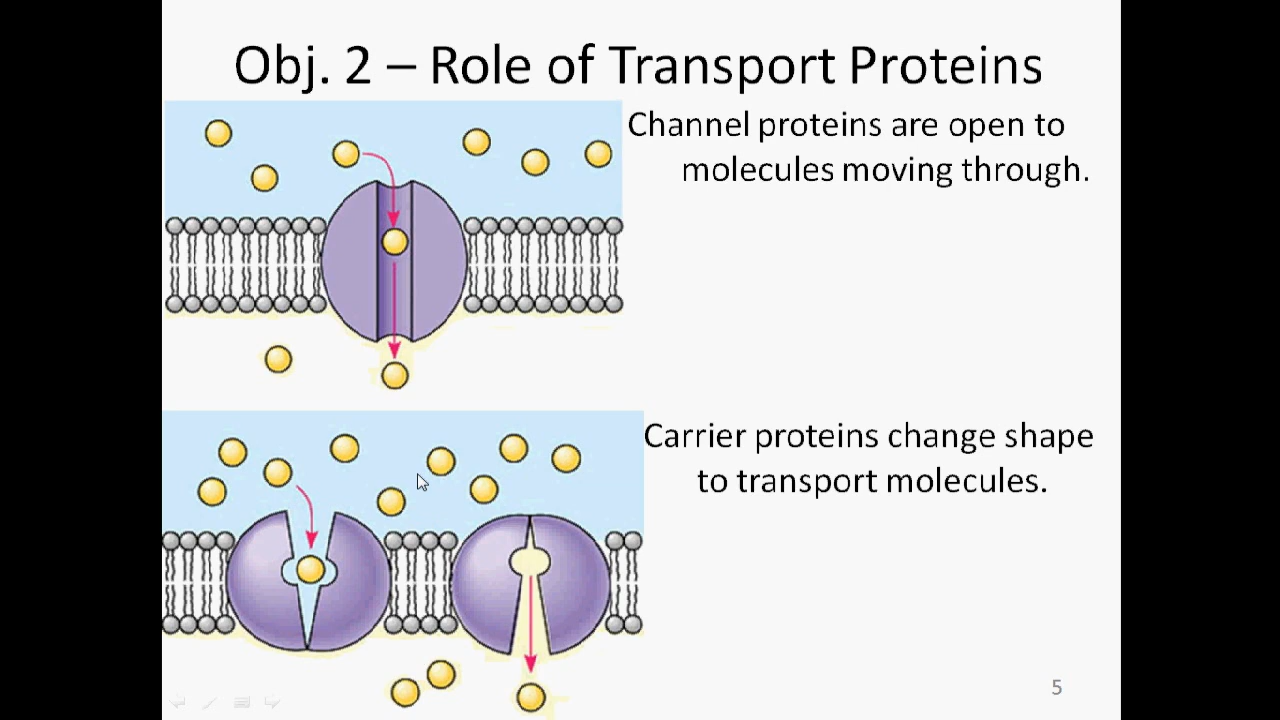 Obj. 2 – Role of Transport Proteins
Channel proteins are open to
molecules moving through.
Carrier proteins change shape
to transport molecules.
5